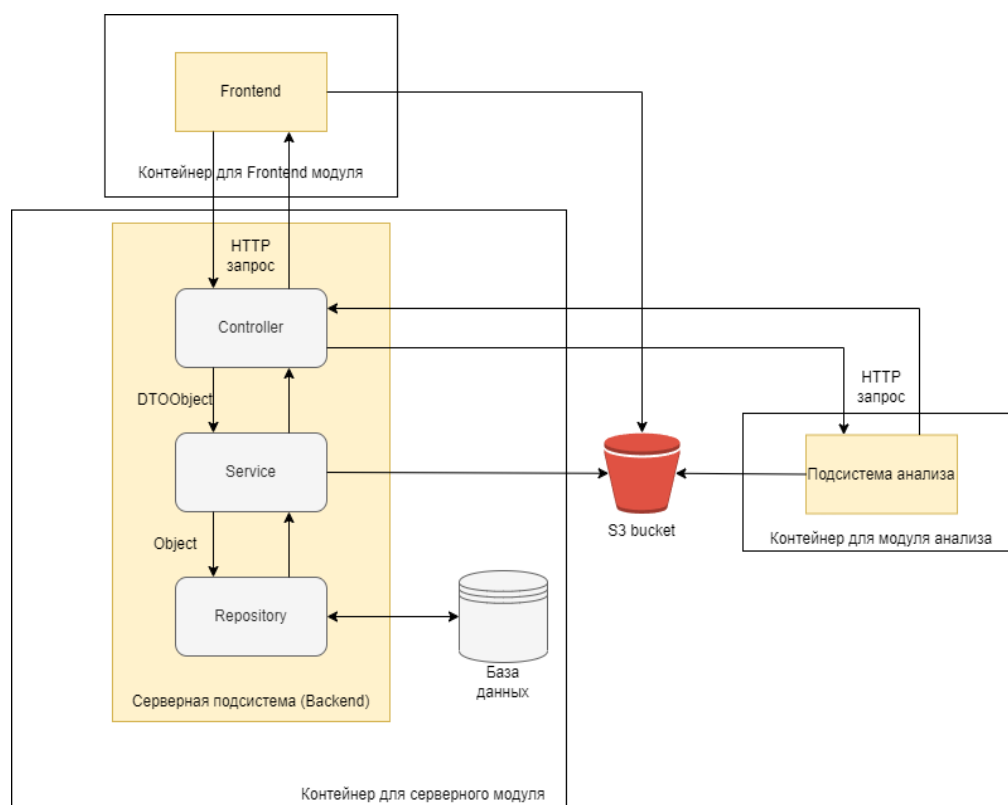 Frontend
Контейнер для Frontend модуля
HTTP
запрос
Controller
DTOObject
HTTP
запрос
Service
Подсистема анализа
S3 bucket
Контейнер для модуля анализа
Object
Repository
База
данных
Серверная подсистема (Backend)
Контейнер для серверного модуля